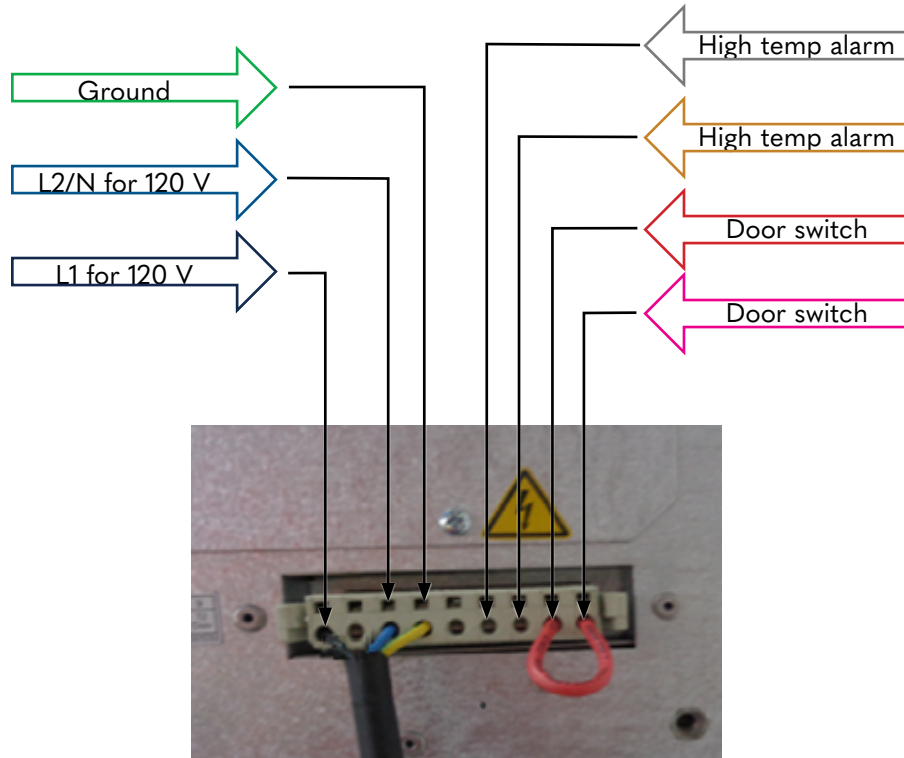 Ground
L2/N for 120 V
L1 for 120 V
High temp alarm
High temp alarm
Door switch
Door switch